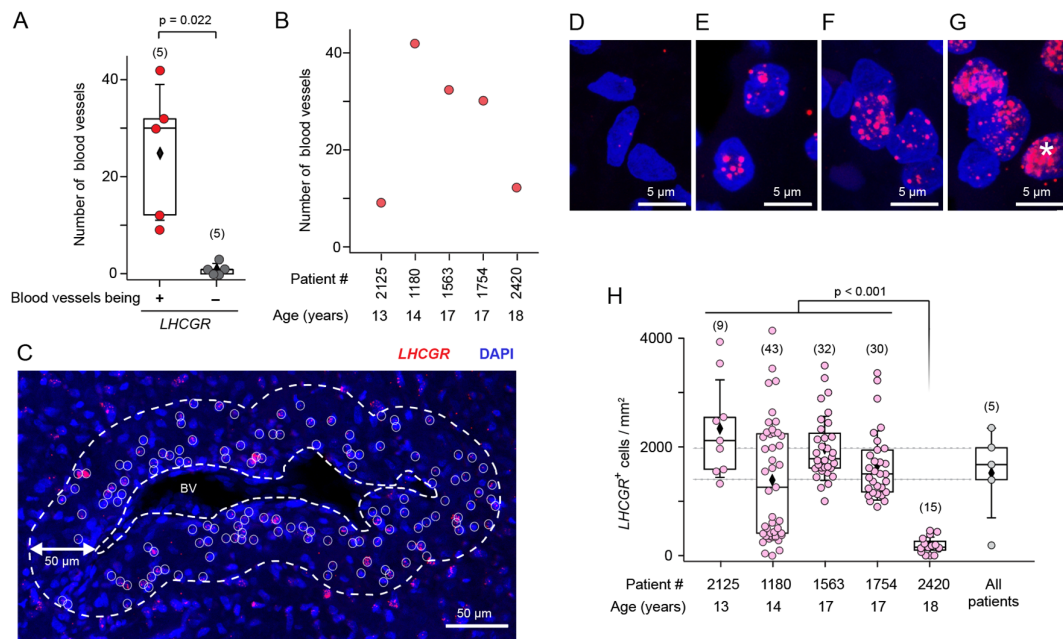 A
p = 0.022
(5)
(5)
Number of blood vessels
40
20
0
Blood vessels being
+
–
LHCGR
B
Number of blood vessels
40
20
0
Patient #
2125
1180
1563
1754
2420
Age (years)
13
14
17
17
18
C
LHCGR
DAPI
BV
50 µm
50 µm
D
5 µm
E
5 µm
F
5 µm
G
*
5 µm
H
p < 0.001
(9)
(43)
(32)
(30)
(15)
(5)
LHCGR+ cells / mm²
4000
2000
0
Patient #
2125
1180
1563
1754
2420
All
patients
Age (years)
13
14
17
17
18